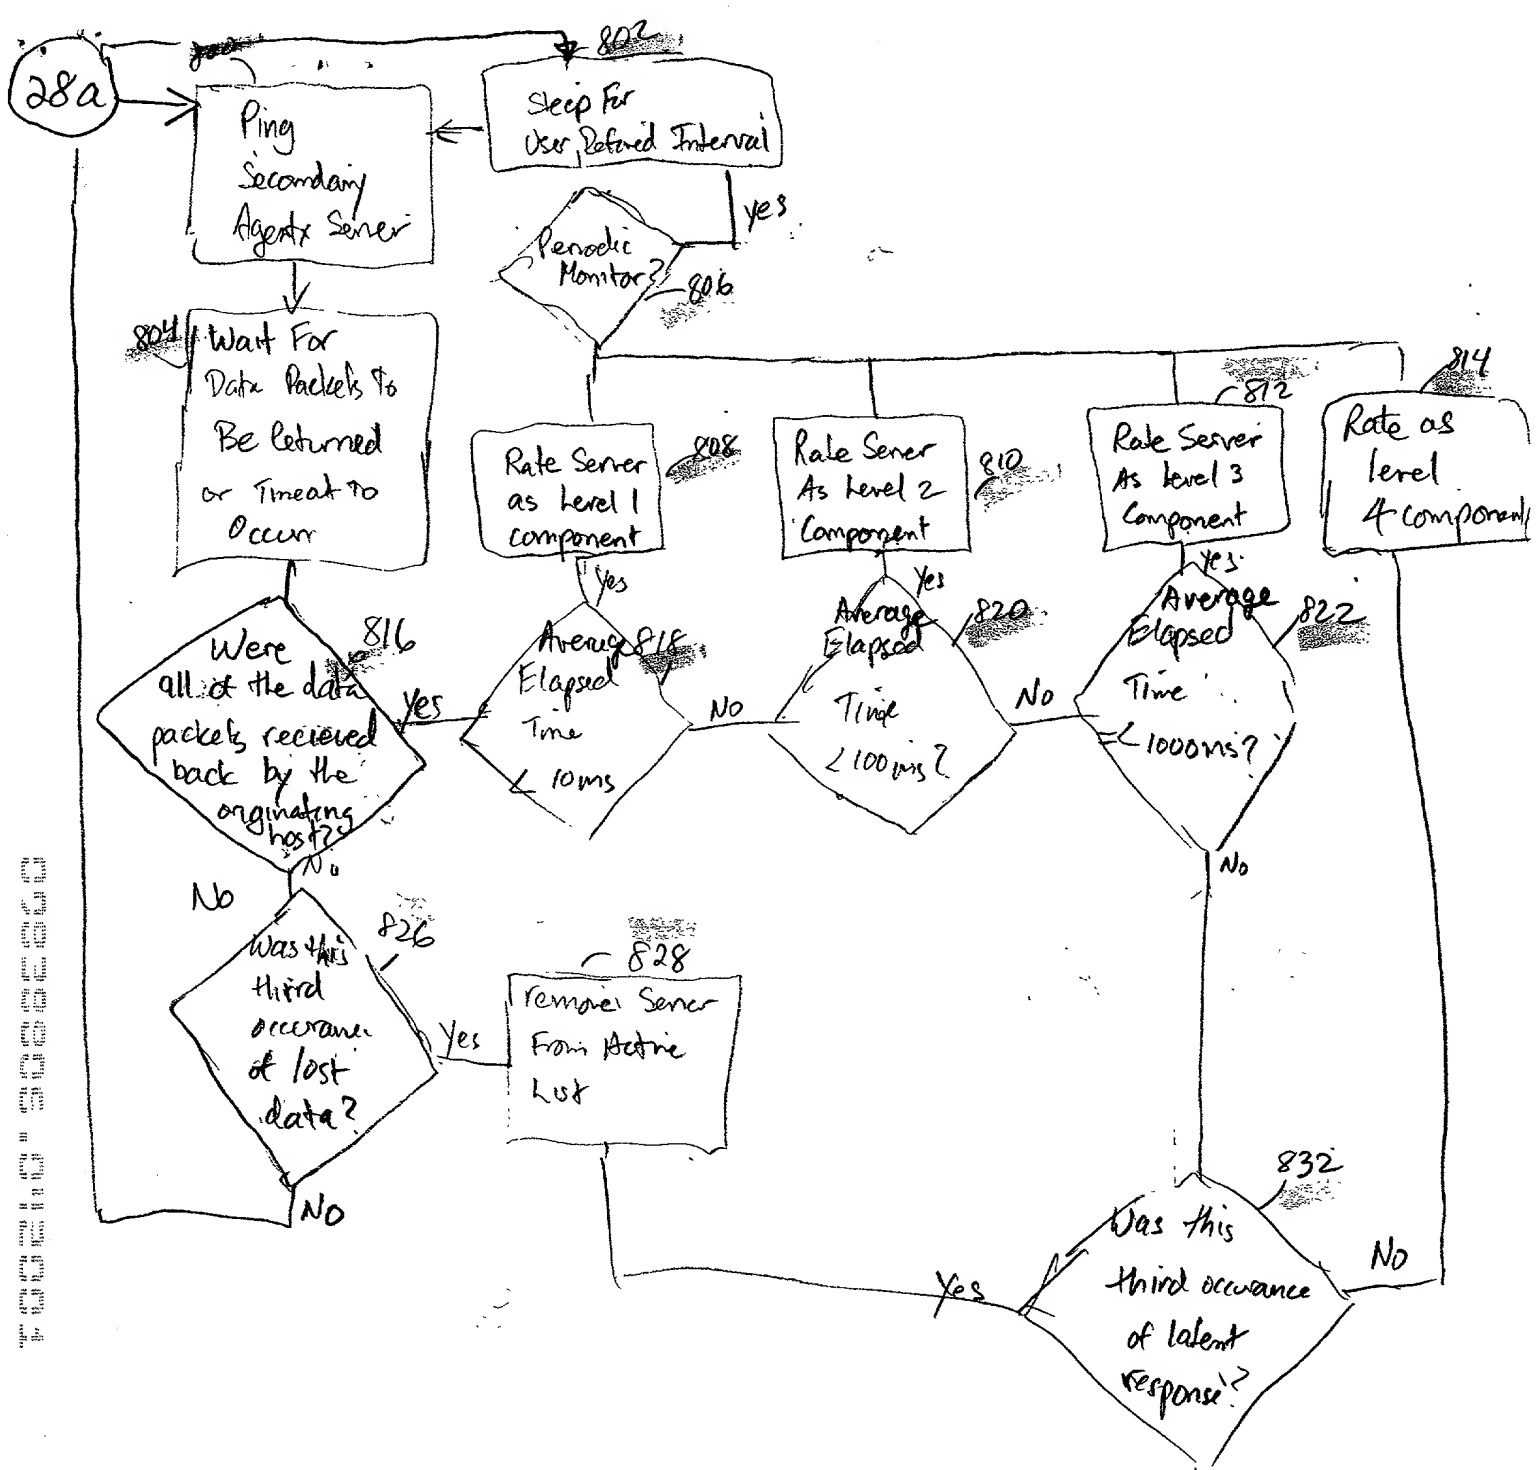 28a
802
Ping
Secondary
Agentx Server
Sleep For
User Defined Interval
yes
Periodic
Monitor?
806
804
Wait For
Data Packets To
Be Returned
or Timeout To
Occur
Rate Server
as Level 1
component
808
Rate Server
As Level 2
Component
810
812
Rate Server
As Level 3
Component
814
Rate as
level
4 component
816
Were
all of the data
packets recieved
back by the
orginating
host?
Yes
No
No
Yes
Average
Elapsed
Time
< 10ms
818
No
Yes
Average
Elapsed
Time
< 100ms?
820
No
Yes
Average
Elapsed
Time
=< 1000ms?
822
No
826
Was this
third
occurance
of lost
data?
Yes
No
828
remove Server
From Active
List
832
Was this
third occurance
of latent
response?
Yes
No